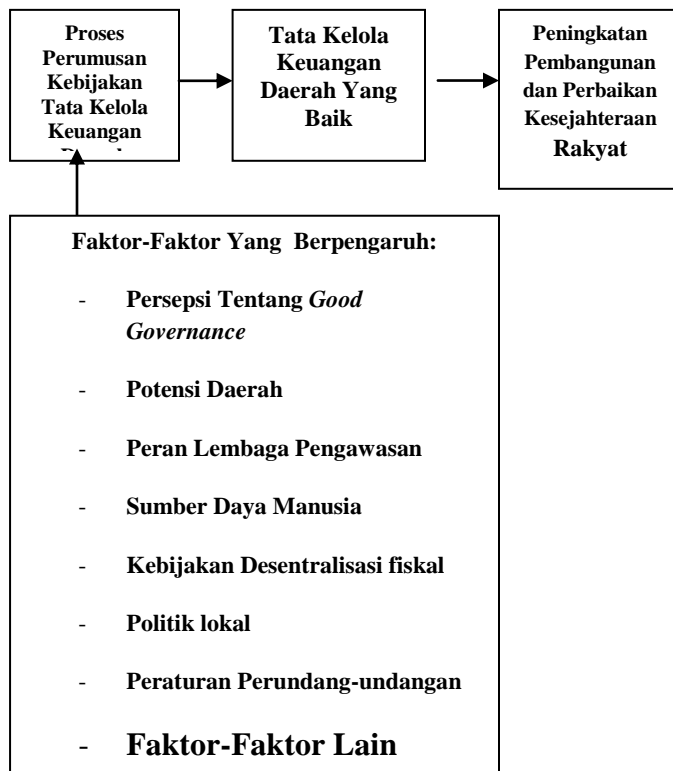 Proses
Perumusan
Kebijakan
Tata Kelola
Keuangan
Tata Kelola
Keuangan
Daerah Yang
Baik
Peningkatan
Pembangunan
dan Perbaikan
Kesejahteraan
Rakyat
Faktor-Faktor Yang Berpengaruh:
- Persepsi Tentang Good
Governance
- Potensi Daerah
- Peran Lembaga Pengawasan
- Sumber Daya Manusia
- Kebijakan Desentralisasi fiskal
- Politik lokal
- Peraturan Perundang-undangan
- Faktor-Faktor Lain